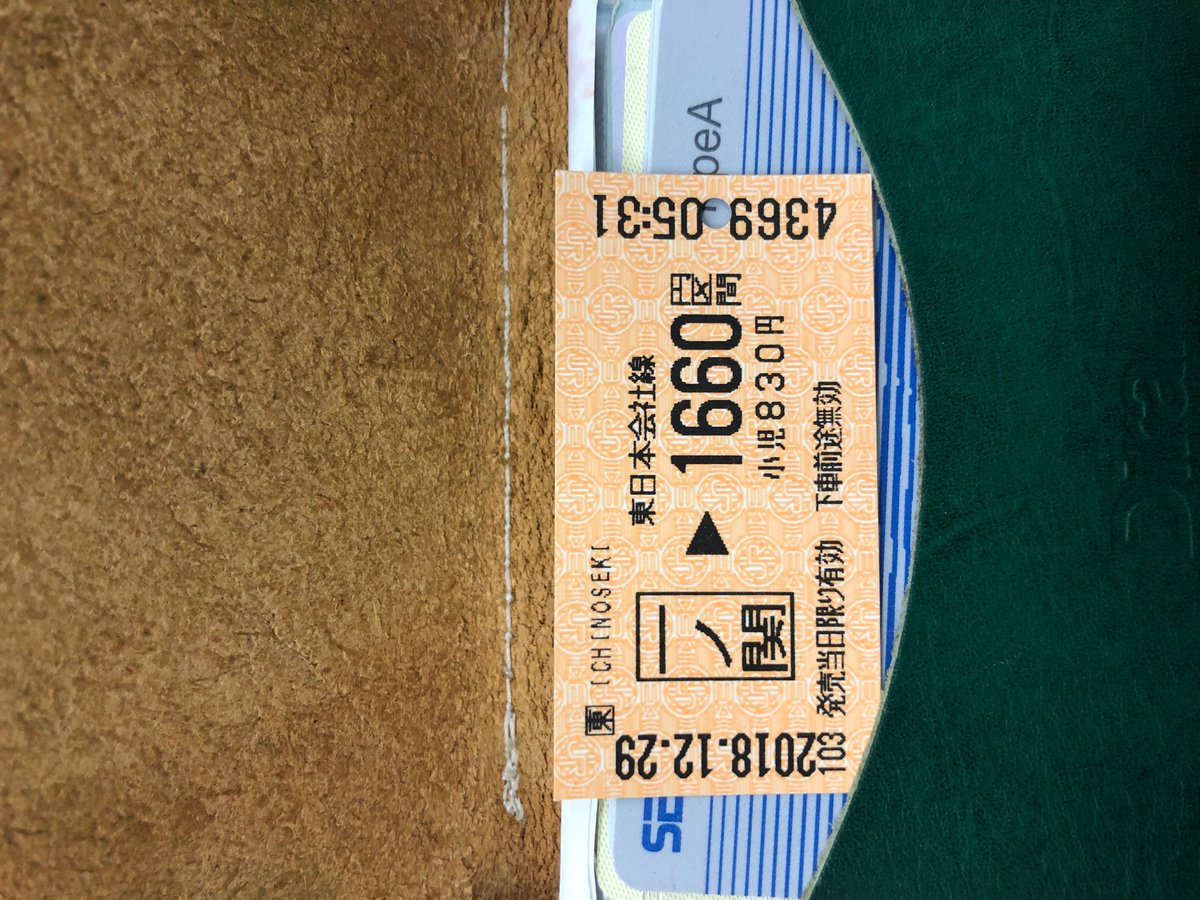 2018.12.29
05:31
4369
東 ICHINOSEKI
東日本会社線
一ノ関 ▶ 1660円区間
小児830円
103 発売当日限り有効 下車前途無効
peA